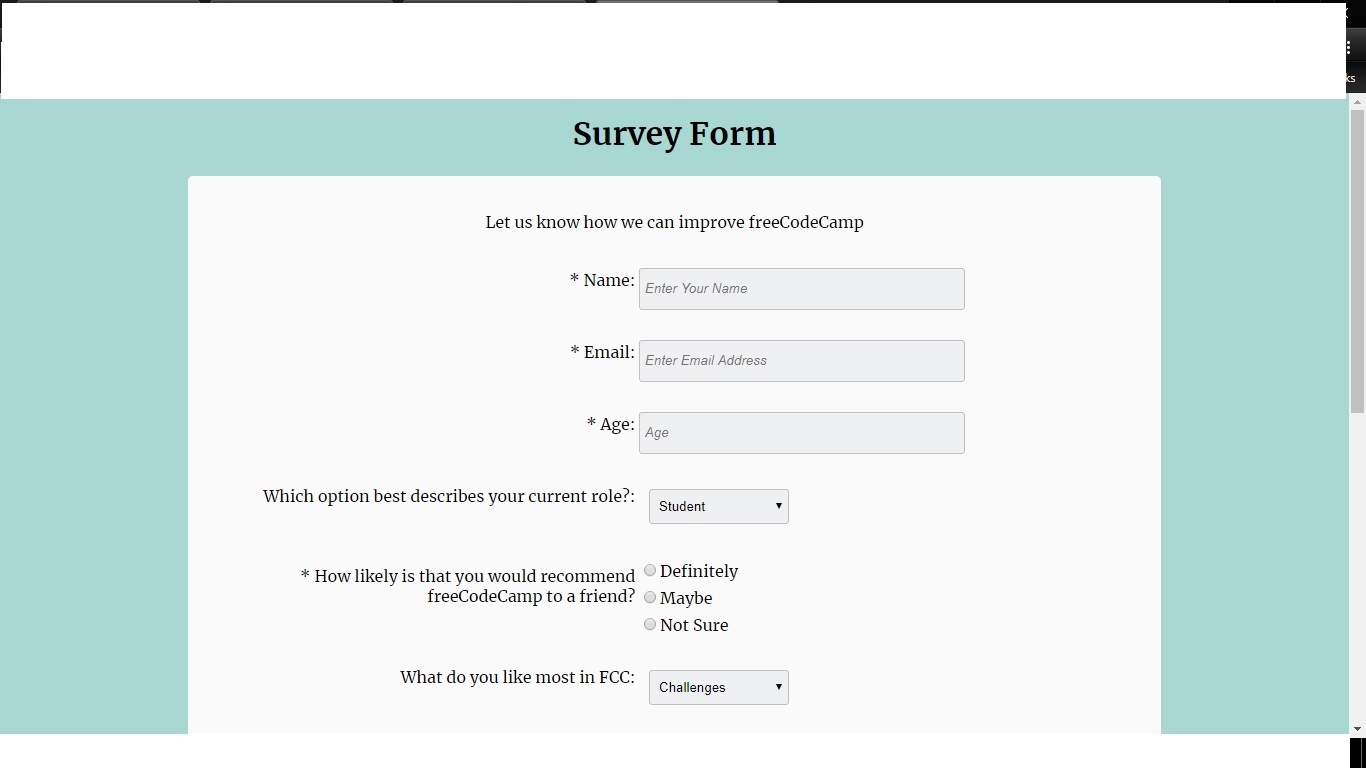 ks
Survey Form
Let us know how we can improve freeCodeCamp
* Name: Enter Your Name
* Email: Enter Email Address
* Age: Age
Which option best describes your current role?: Student
* How likely is that you would recommend
freeCodeCamp to a friend?
Definitely
Maybe
Not Sure
What do you like most in FCC: Challenges